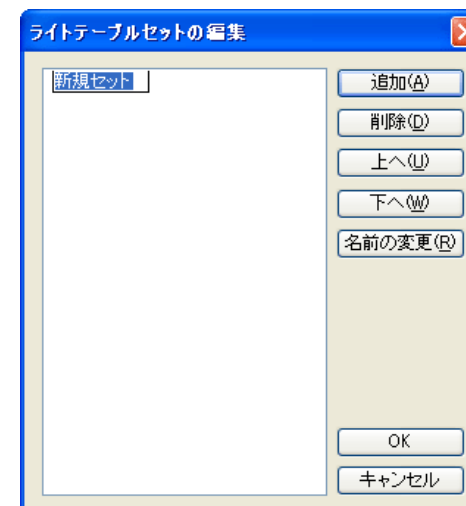 ライトテーブルセットの編集
新規セット
追加(A)
削除(D)
上へ(U)
下へ(W)
名前の変更(R)
OK
キャンセル